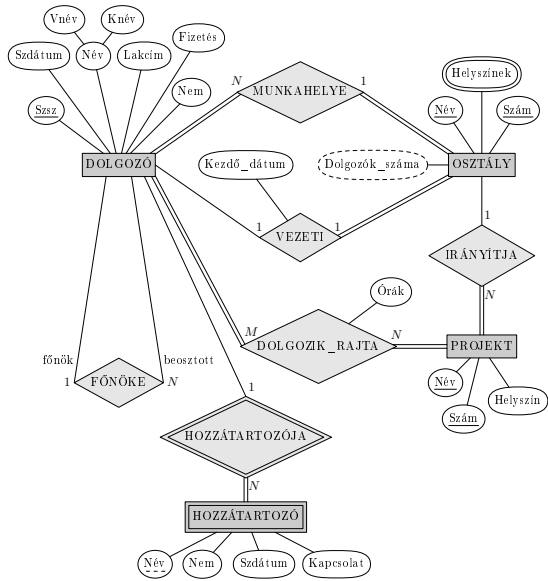 Vnév
Knév
Fizetés
Szdátum
Név
Lakcím
Nem
Szsz
DOLGOZÓ
N
MUNKAHELYE
1
Helyszínek
Név
Szám
OSZTÁLY
Kezdő_dátum
Dolgozók_száma
1
VEZETI
1
1
IRÁNYÍTJA
N
Órák
M
DOLGOZIK_RAJTA
N
PROJEKT
Név
Szám
Helyszín
főnök
beosztott
1
FŐNÖKE
N
1
HOZZÁTARTOZÓJA
N
HOZZÁTARTOZÓ
Név
Nem
Szdátum
Kapcsolat